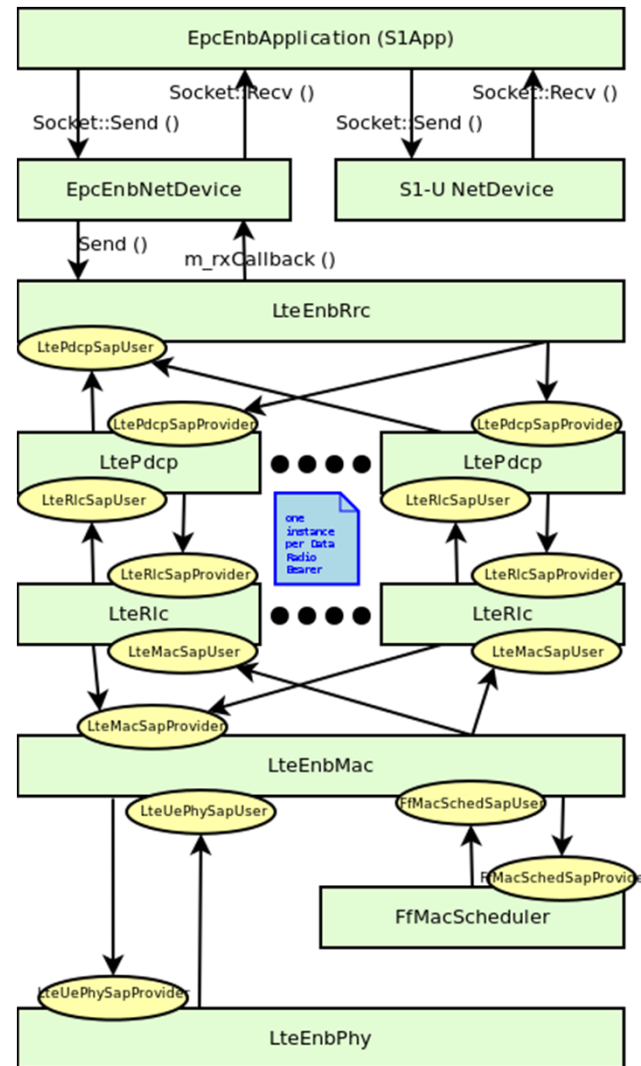 EpcEnbApplication (S1App)
Socket::Recv ()
Socket::Recv ()
Socket::Send ()
Socket::Send ()
EpcEnbNetDevice
S1-U NetDevice
Send ()
m_rxCallback ()
LteEnbRrc
LtePdcpSapUser
LtePdcpSapProvider
LtePdcpSapProvider
LtePdcp
LtePdcp
LteRlcSapUser
LteRlcSapUser
one
instance
per Data
Radio
Bearer
LteRlcSapProvider
LteRlcSapProvider
LteRlc
LteRlc
LteMacSapUser
LteMacSapUser
LteMacSapProvider
LteEnbMac
LteUePhySapUser
FfMacSchedSapUser
FfMacSchedSapProvide
FfMacScheduler
LteUePhySapProvider
LteEnbPhy